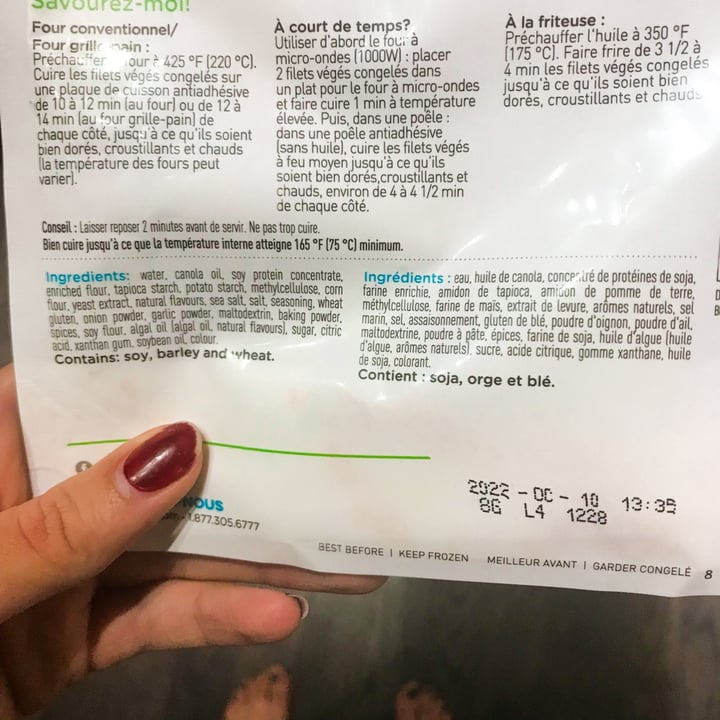 Savourez-moi!
Four conventionnel/
Four grille-pain :
Préchauffer four à 425 °F (220 °C).
Cuire les filets végés congelés sur
une plaque de cuisson antiadhésive
de 10 à 12 min (au four) ou de 12 à
14 min (au four grille-pain) de
chaque côté, jusqu'à ce qu'ils soient
bien dorés, croustillants et chauds
(la température des fours peut
varier).
À court de temps?
Utiliser d'abord le four à
micro-ondes (1000W) : placer
2 filets végés congelés dans
un plat pour le four à micro-ondes
et faire cuire 1 min à température
élevée. Puis, dans une poêle :
dans une poêle antiadhésive
(sans huile), cuire les filets végés
à feu moyen jusqu'à ce qu'ils
soient bien dorés,croustillants et
chauds, environ de 4 à 4 1/2 min
de chaque côté.
À la friteuse :
Préchauffer l'huile à 350 °F
(175 °C). Faire frire de 3 1/2 à
4 min les filets végés congelés
jusqu'à ce qu'ils soient bien
dorés, croustillants et chauds
Conseil : Laisser reposer 2 minutes avant de servir. Ne pas trop cuire.
Bien cuire jusqu'à ce que la température interne atteigne 165 °F (75 °C) minimum.
Ingredients: water, canola oil, soy protein concentrate,
enriched flour, tapioca starch, potato starch, methylcellulose, corn
flour, yeast extract, natural flavours, sea salt, salt, seasoning, wheat
gluten, onion powder, garlic powder, maltodextrin, baking powder,
spices, soy flour, algal oil (algal oil, natural flavours), sugar, citric
acid, xanthan gum, soybean oil, colour.
Contains: soy, barley and wheat.
Ingrédients : eau, huile de canola, concentré de protéines de soja,
farine enrichie, amidon de tapioca, amidon de pomme de terre,
méthylcellulose, farine de maïs, extrait de levure, arômes naturels, sel
marin, sel, assaisonnement, gluten de blé, poudre d'oignon, poudre d'ail,
maltodextrine, poudre à pâte, épices, farine de soja, huile d'algue (huile
d'algue, arômes naturels), sucre, acide citrique, gomme xanthane, huile
de soja, colorant.
Contient : soja, orge et blé.
NOUS
1.877.305.6777
2022 - OC - 10 13:35
8G L4 1228
BEST BEFORE | KEEP FROZEN MEILLEUR AVANT | GARDER CONGELÉ 8